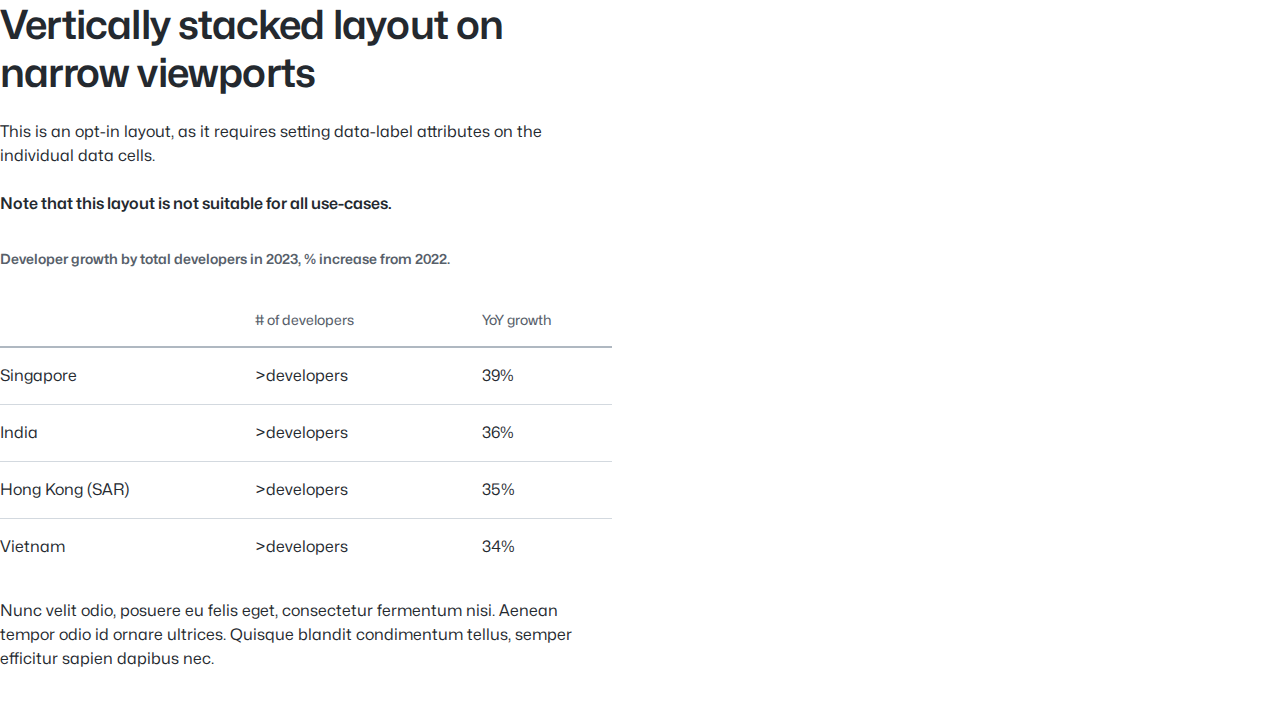 Vertically stacked layout on
narrow viewports
This is an opt-in layout, as it requires setting data-label attributes on the
individual data cells.
Note that this layout is not suitable for all use-cases.
Developer growth by total developers in 2023, % increase from 2022.
# of developers YoY growth
Singapore >developers 39%
India >developers 36%
Hong Kong (SAR) >developers 35%
Vietnam >developers 34%
Nunc velit odio, posuere eu felis eget, consectetur fermentum nisi. Aenean
tempor odio id ornare ultrices. Quisque blandit condimentum tellus, semper
efficitur sapien dapibus nec.